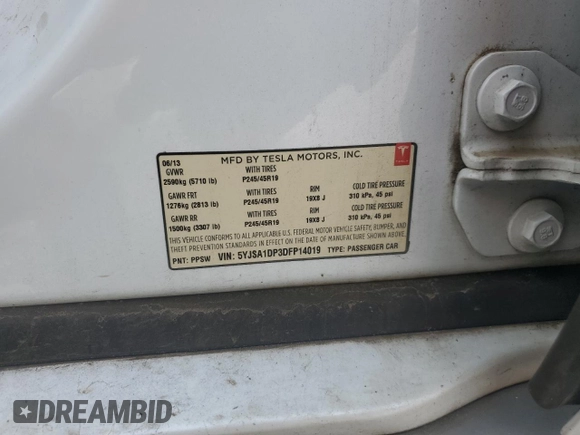 06/13 MFD BY TESLA MOTORS, INC.
GVWR WITH TIRES
2590kg (5710 lb) P245/45R19
GAWR FRT WITH TIRES RIM COLD TIRE PRESSURE
1276kg (2813 lb) P245/45R19 19X8 J 310 kPa, 45 psi
GAWR RR WITH TIRES RIM COLD TIRE PRESSURE
1500kg (3307 lb) P245/45R19 19X8 J 310 kPa, 45 psi
THIS VEHICLE CONFORMS TO ALL APPLICABLE U.S. FEDERAL MOTOR VEHICLE SAFETY, BUMPER, AND
THEFT PREVENTION STANDARDS IN EFFECT ON THE DATE OF MANUFACTURE SHOWN ABOVE.
PNT: PPSW VIN: 5YJSA1DP3DFP14019 TYPE: PASSENGER CAR
TESLA
DREAMBID